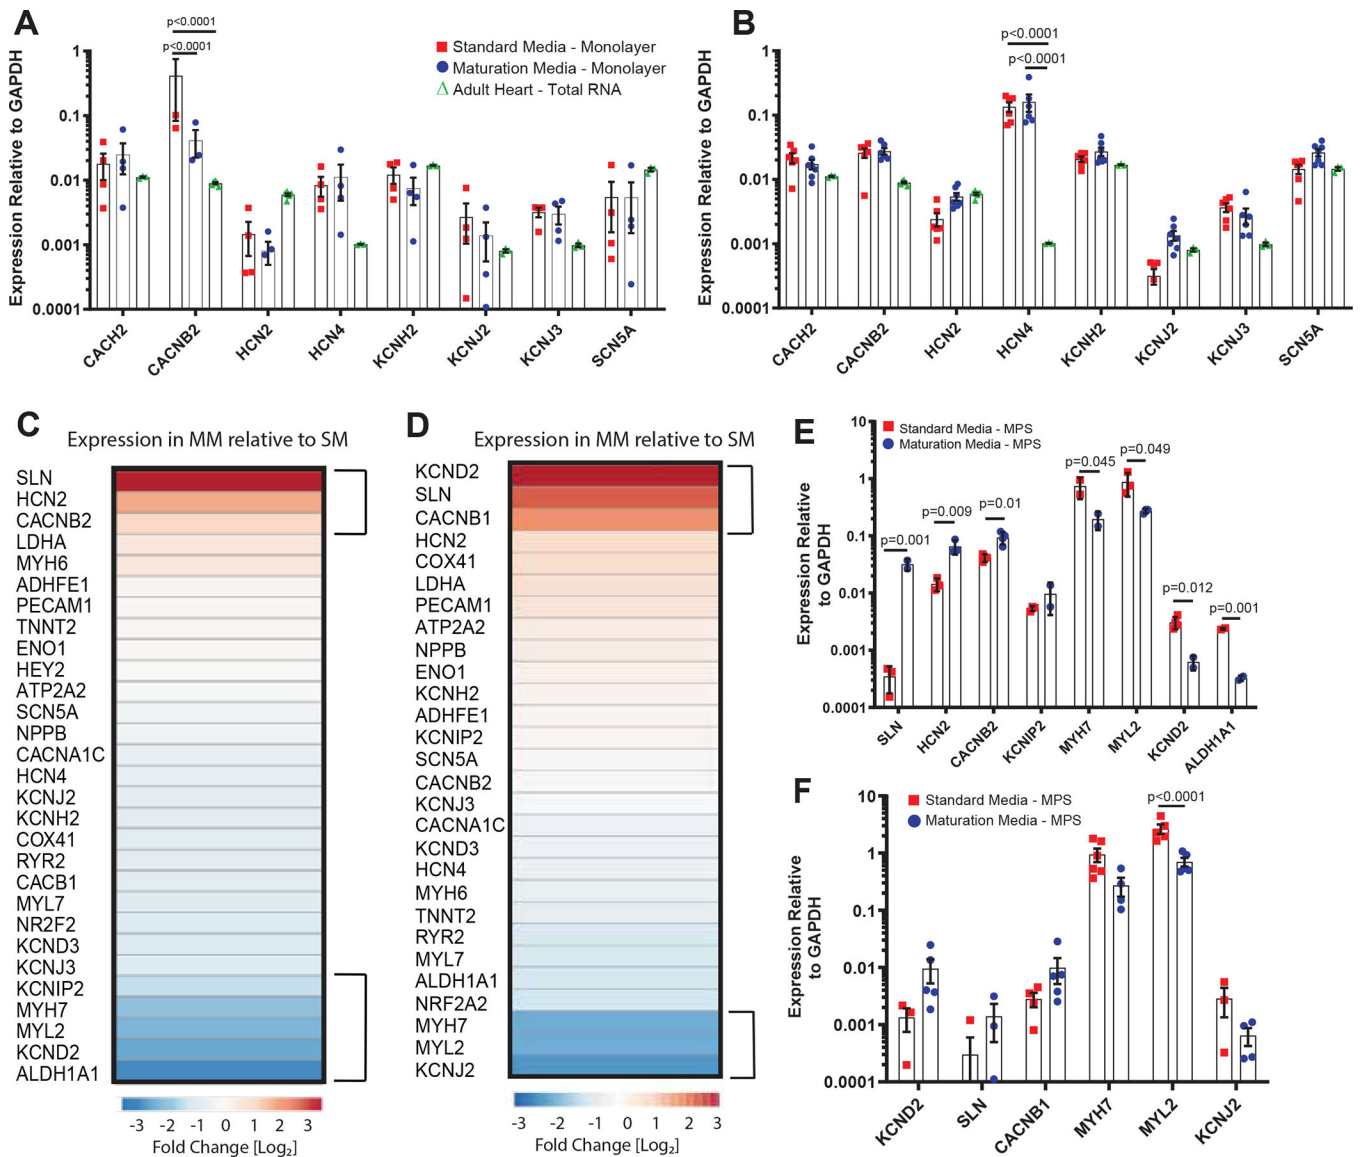 A
p<0.0001
p<0.0001
Standard Media - Monolayer
Maturation Media - Monolayer
Adult Heart - Total RNA
Expression Relative to GAPDH
1
0.1
0.01
0.001
0.0001
CACH2
CACNB2
HCN2
HCN4
KCNH2
KCNJ2
KCNJ3
SCN5A
B
p<0.0001
p<0.0001
Expression Relative to GAPDH
1
0.1
0.01
0.001
0.0001
CACH2
CACNB2
HCN2
HCN4
KCNH2
KCNJ2
KCNJ3
SCN5A
C
Expression in MM relative to SM
SLN
HCN2
CACNB2
LDHA
MYH6
ADHFE1
PECAM1
TNNT2
ENO1
HEY2
ATP2A2
SCN5A
NPPB
CACNA1C
HCN4
KCNJ2
KCNH2
COX41
RYR2
CACB1
MYL7
NR2F2
KCND3
KCNJ3
KCNIP2
MYH7
MYL2
KCND2
ALDH1A1
-3 -2 -1 0 1 2 3
Fold Change [Log₂]
D
Expression in MM relative to SM
KCND2
SLN
CACNB1
HCN2
COX41
LDHA
PECAM1
ATP2A2
NPPB
ENO1
KCNH2
ADHFE1
KCNIP2
SCN5A
CACNB2
KCNJ3
CACNA1C
KCND3
HCN4
MYH6
TNNT2
RYR2
MYL7
ALDH1A1
NRF2A2
MYH7
MYL2
KCNJ2
-3 -2 -1 0 1 2 3
Fold Change [Log₂]
E
Standard Media - MPS
Maturation Media - MPS
Expression Relative
to GAPDH
10
1
0.1
0.01
0.001
0.0001
p=0.001
p=0.009
p=0.01
p=0.045
p=0.049
p=0.012
p=0.001
SLN
HCN2
CACNB2
KCNIP2
MYH7
MYL2
KCND2
ALDH1A1
F
Standard Media - MPS
Maturation Media - MPS
p<0.0001
Expression Relative
to GAPDH
10
1
0.1
0.01
0.001
0.0001
KCND2
SLN
CACNB1
MYH7
MYL2
KCNJ2